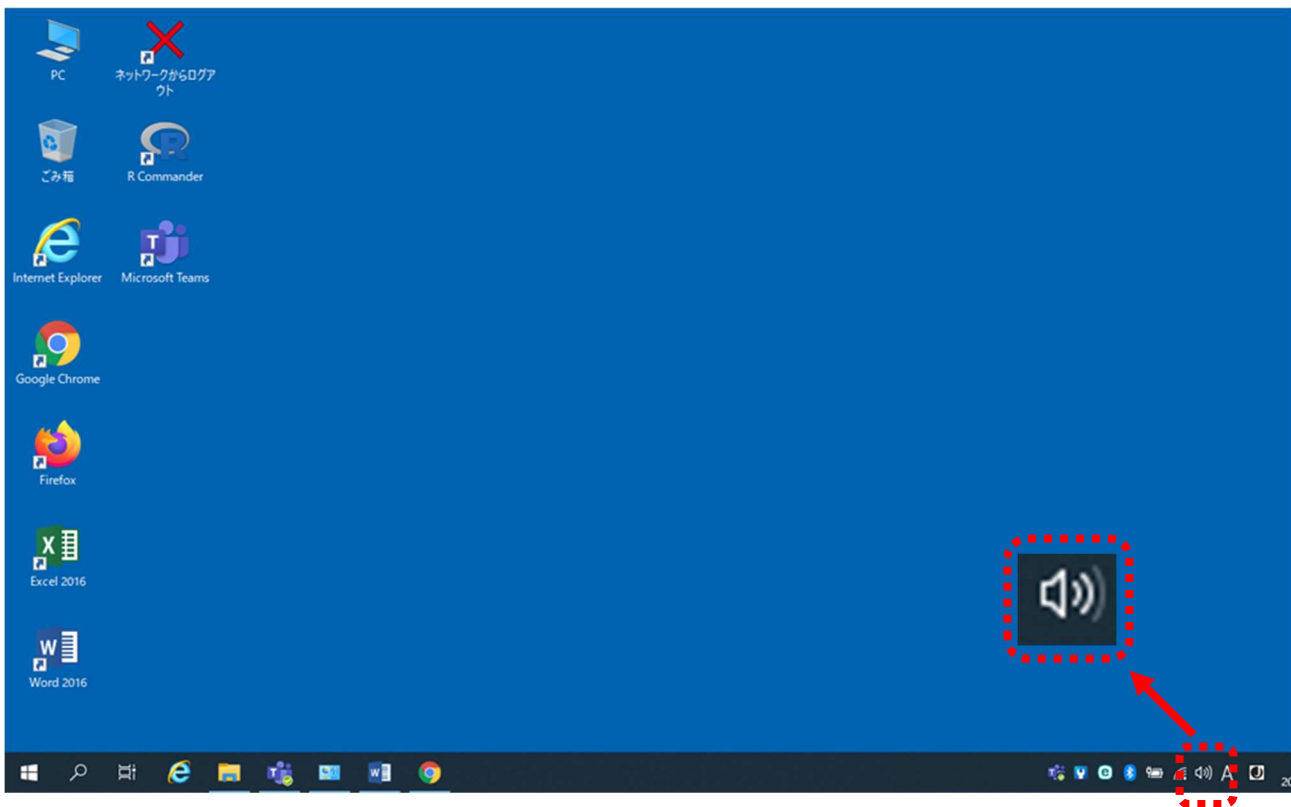 PC
ネットワークからログア
ウト
ごみ箱
R Commander
Internet Explorer
Microsoft Teams
Google Chrome
Firefox
Excel 2016
Word 2016
A
20